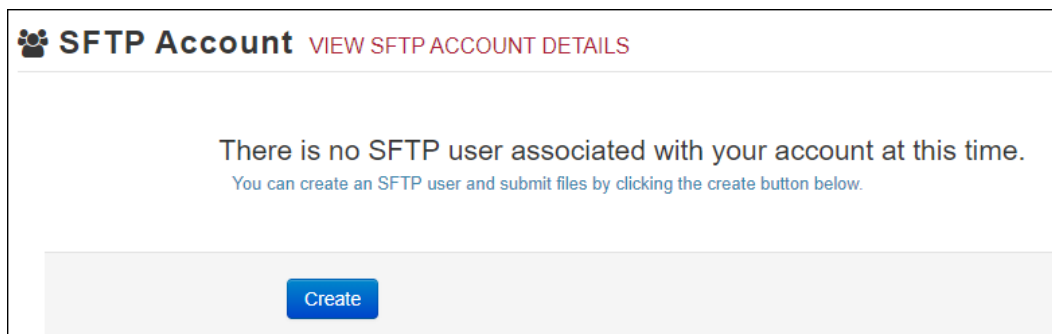 SFTP Account VIEW SFTP ACCOUNT DETAILS
There is no SFTP user associated with your account at this time.
You can create an SFTP user and submit files by clicking the create button below.
Create